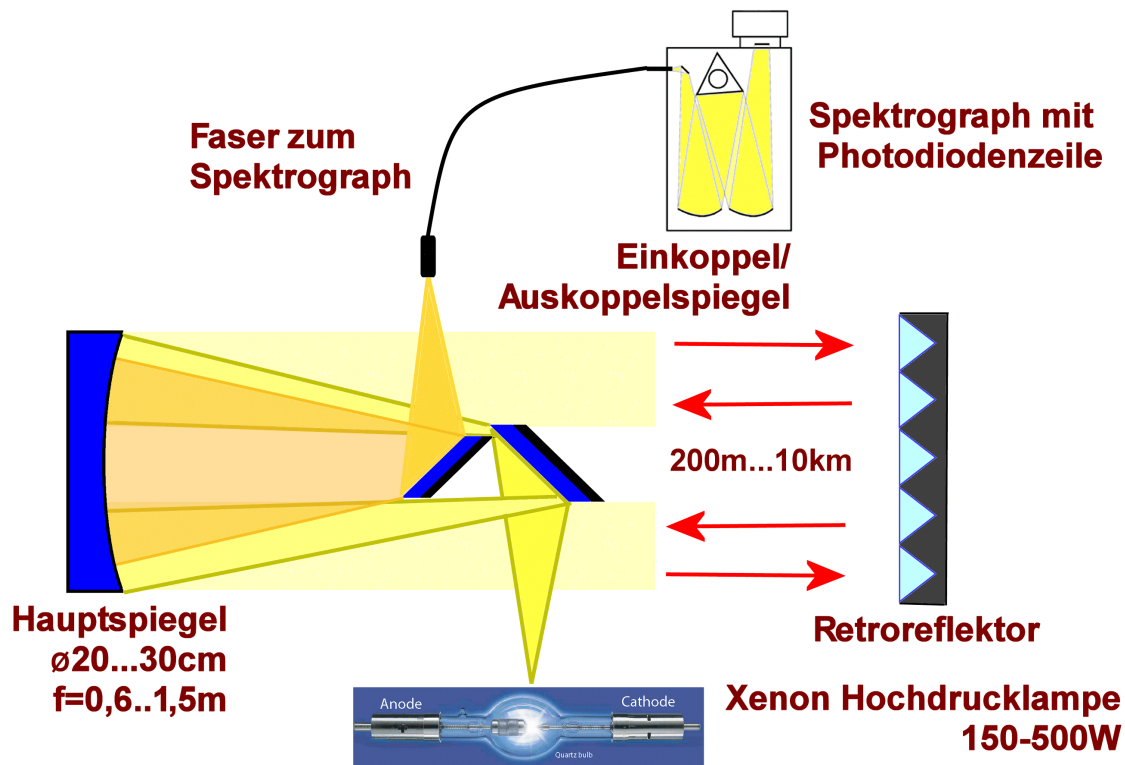 Faser zum
Spektrograph
Spektrograph mit
Photodiodenzeile
Einkoppel/
Auskoppelspiegel
200m...10km
Hauptspiegel
ø20...30cm
f=0,6..1,5m
Retroreflektor
Xenon Hochdrucklampe
150-500W
Anode
Cathode
Quartz bulb